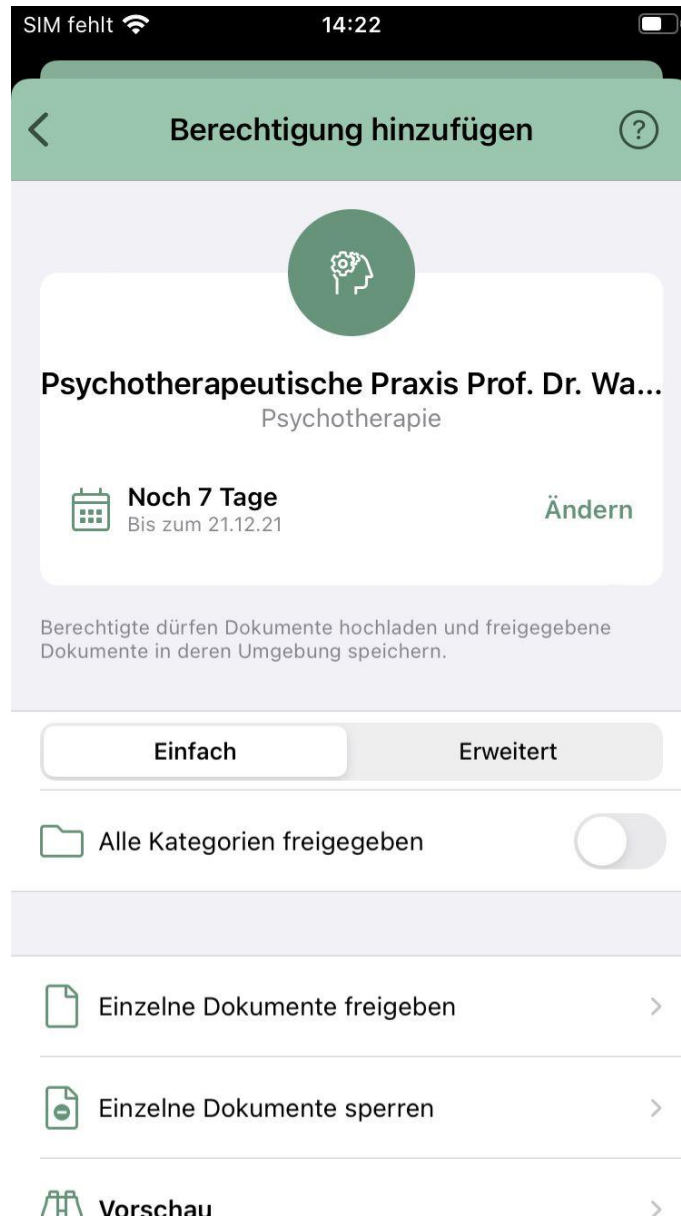 SIM fehlt 14:22
Berechtigung hinzufügen ?
Psychotherapeutische Praxis Prof. Dr. Wa...
Psychotherapie
Noch 7 Tage
Bis zum 21.12.21
Ändern
Berechtigte dürfen Dokumente hochladen und freigegebene
Dokumente in deren Umgebung speichern.
Einfach Erweitert
Alle Kategorien freigegeben
Einzelne Dokumente freigeben
Einzelne Dokumente sperren
Vorschau